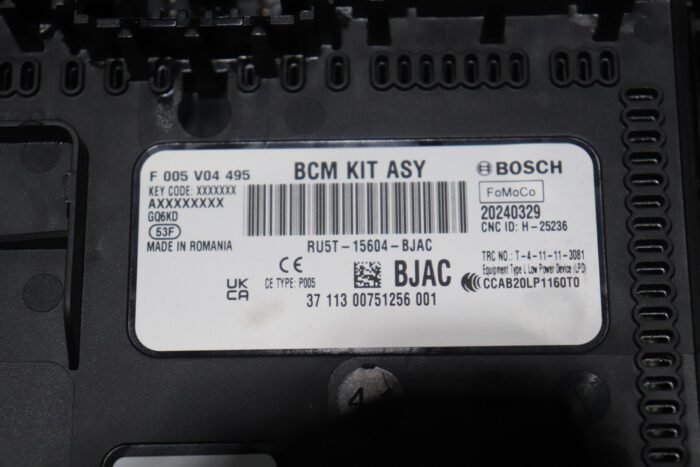 F 005 V04 495
BCM KIT ASY
BOSCH
KEY CODE: XXXXXXX
AXXXXXXXX
GQ6KD
53F
MADE IN ROMANIA
FoMoCo
20240329
CNC ID: H-25236
RU5T-15604-BJAC
TRC NO.: T-4-11-11-3081
Equipment Type I, Low Power Device (LPD)
CCAB20LP1160T0
UK
CA
CE
CE TYPE: P005
BJAC
37 113 00751256 001